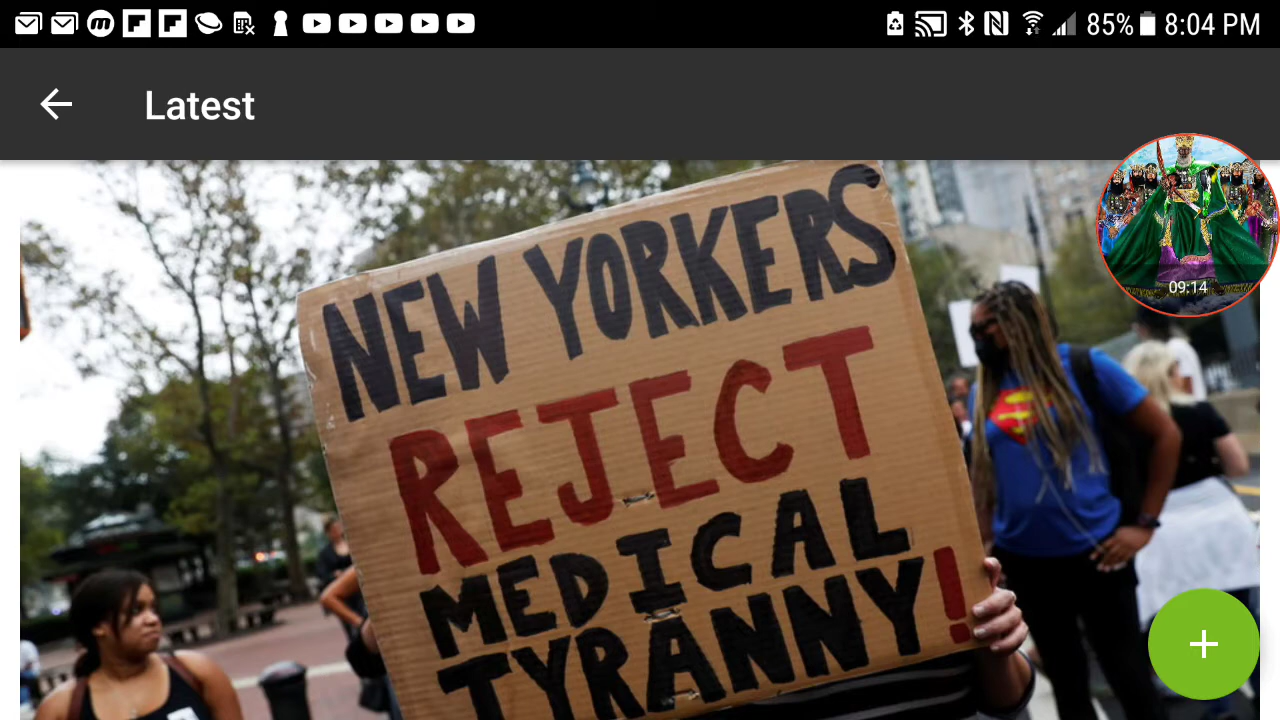 85% 8:04 PM
Latest
09:14
NEW YORKERS
REJECT
MEDICAL
TYRANNY!